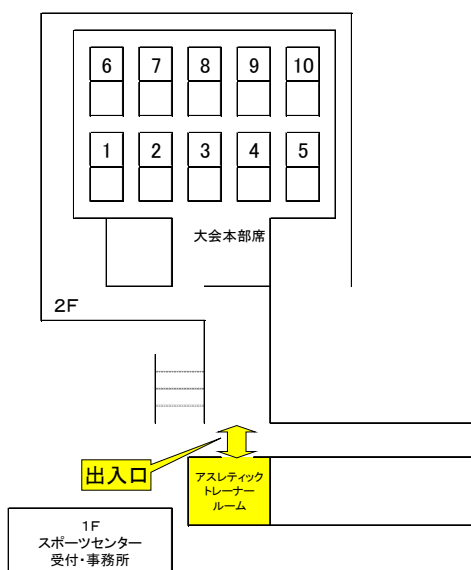 6 7 8 9 10
1 2 3 4 5
大会本部席
2F
出入口
アスレティック
トレーナー
ルーム
1F
スポーツセンター
受付・事務所